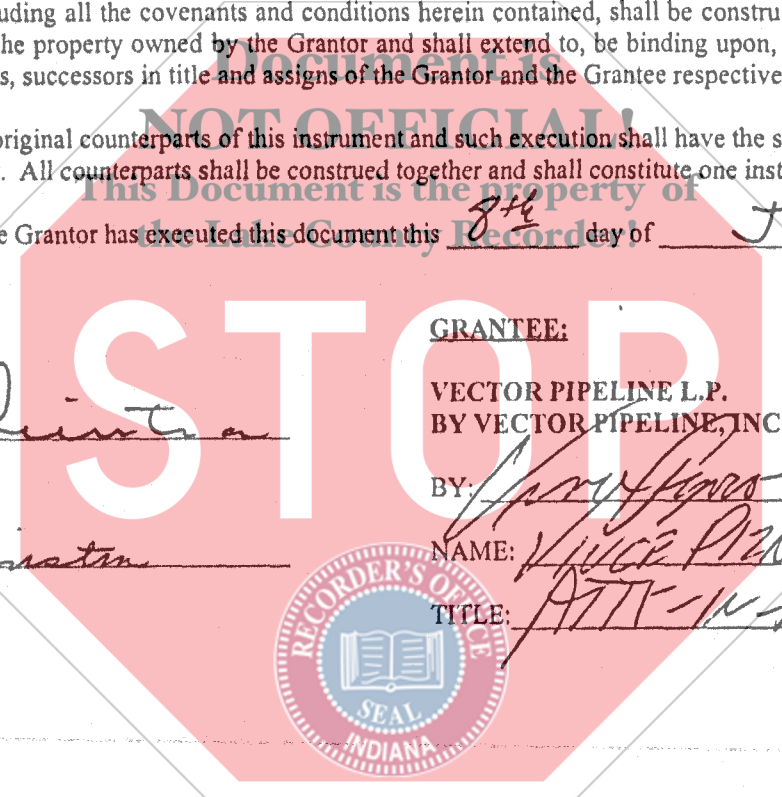 uding all the covenants and conditions herein contained, shall be constru
he property owned by the Grantor and shall extend to, be binding upon,
s, successors in title and assigns of the Grantor and the Grantee respective
Document is
NOT OFFICIAL!
original counterparts of this instrument and such execution shall have the s
. All counterparts shall be construed together and shall constitute one inst
This Document is the property of
the Lake County Recorder!
e Grantor has executed this document this 8th day of J
STOP
GRANTEE:
VECTOR PIPELINE L.P.
BY VECTOR PIPELINE, INC
BY:
NAME: VINCE
TITLE: ATT-IN-
RECORDER'S OFFICE
SEAL
INDIANA